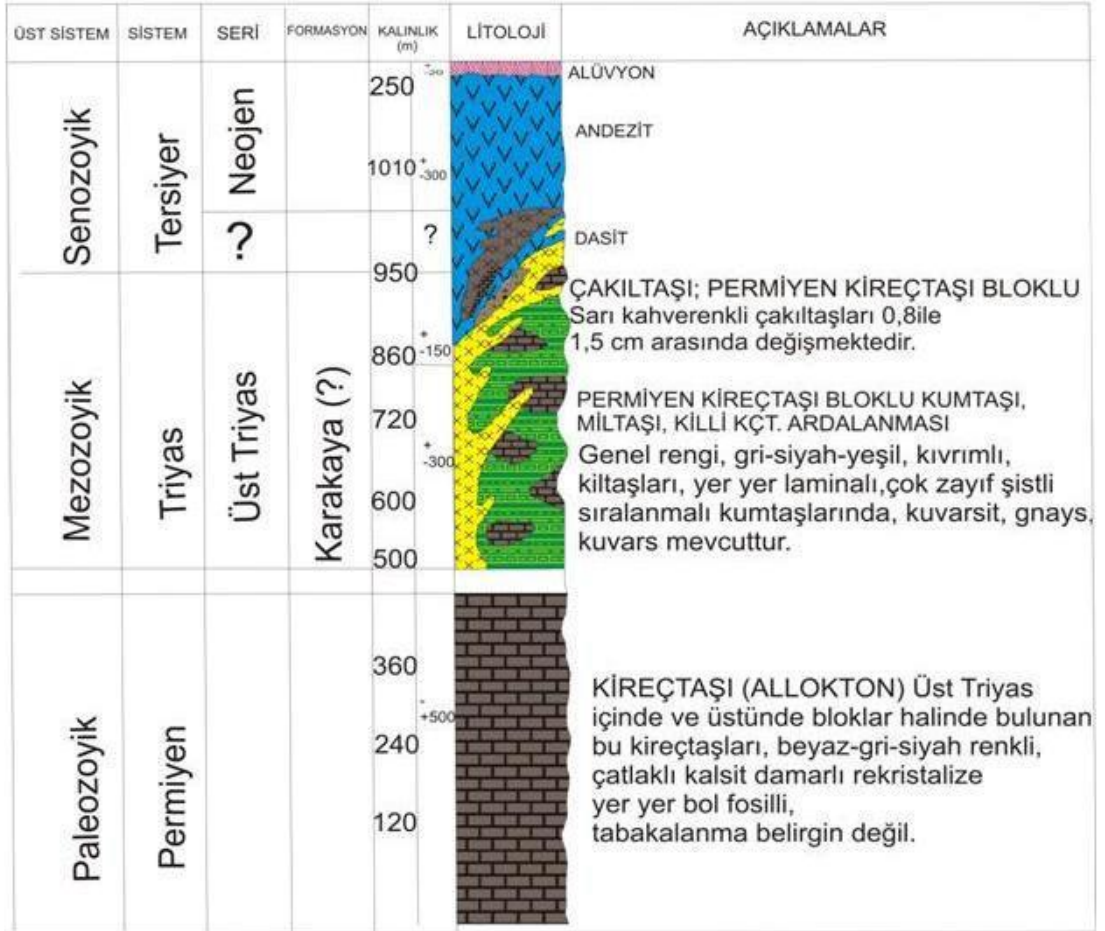 ÜST SİSTEM SİSTEM SERİ FORMASYON KALINLIK (m) LİTOLOJİ AÇIKLAMALAR
Senozoyik
Tersiyer
Neojen
?
250
1010
+-300
?
950
ALÜVYON
ANDEZİT
DASİT
Mezozoyik
Triyas
Üst Triyas
Karakaya (?)
860
+-150
720
+-300
600
500
ÇAKILTAŞI; PERMİYEN KİREÇTAŞI BLOKLU
Sarı kahverenkli çakıltaşları 0,8ile
1,5 cm arasında değişmektedir.
PERMİYEN KİREÇTAŞI BLOKLU KUMTAŞI,
MİLTAŞI, KİLLİ KÇT. ARDALANMASI
Genel rengi, gri-siyah-yeşil, kıvrımlı,
kiltaşları, yer yer laminalı,çok zayıf şistli
sıralanmalı kumtaşlarında, kuvarsit, gnays,
kuvars mevcuttur.
Paleozoyik
Permiyen
360
+500
240
120
KİREÇTAŞI (ALLOKTON) Üst Triyas
içinde ve üstünde bloklar halinde bulunan
bu kireçtaşları, beyaz-gri-siyah renkli,
çatlaklı kalsit damarlı rekristalize
yer yer bol fosilli,
tabakalanma belirgin değil.